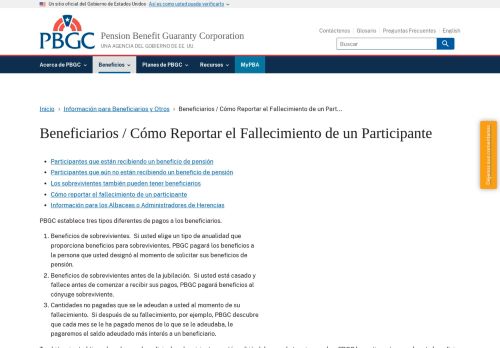 Un sitio oficial del Gobierno de Estados Unidos Así es como usted puede verificarlo
PBGC
Pension Benefit Guaranty Corporation
UNA AGENCIA DEL GOBIERNO DE EE. UU
Contáctenos Glosario Preguntas Frecuentes English
Buscar
Acerca de PBGC Beneficios Planes de PBGC Recursos MyPBA
Inicio Información para Beneficiarios y Otros Beneficiarios / Cómo Reportar el Fallecimiento de un Part...
Beneficiarios / Cómo Reportar el Fallecimiento de un Participante
Participantes que están recibiendo un beneficio de pensión
Participantes que aún no están recibiendo un beneficio de pensión
Los sobrevivientes también pueden tener beneficiarios
Cómo reportar el fallecimiento de un participante
Información para los Albaceas o Administradores de Herencias
PBGC establece tres tipos diferentes de pagos a los beneficiarios.
1. Beneficios de sobrevivientes. Si usted elige un tipo de anualidad que
proporciona beneficios para sobrevivientes, PBGC pagará los beneficios a
la persona que usted designó al momento de solicitar sus beneficios de
pensión.
2. Beneficios de sobrevivientes antes de la jubilación. Si usted está casado y
fallece antes de comenzar a recibir sus pagos, PBGC pagará beneficios al
cónyuge sobreviviente.
3. Cantidades no pagadas que se le adeudan a usted al momento de su
fallecimiento. Si después de su fallecimiento, por ejemplo, PBGC descubre
que cada mes se le ha pagado menos de lo que se le adeudaba, le
pagaremos el saldo adeudado más interés a un beneficiario.